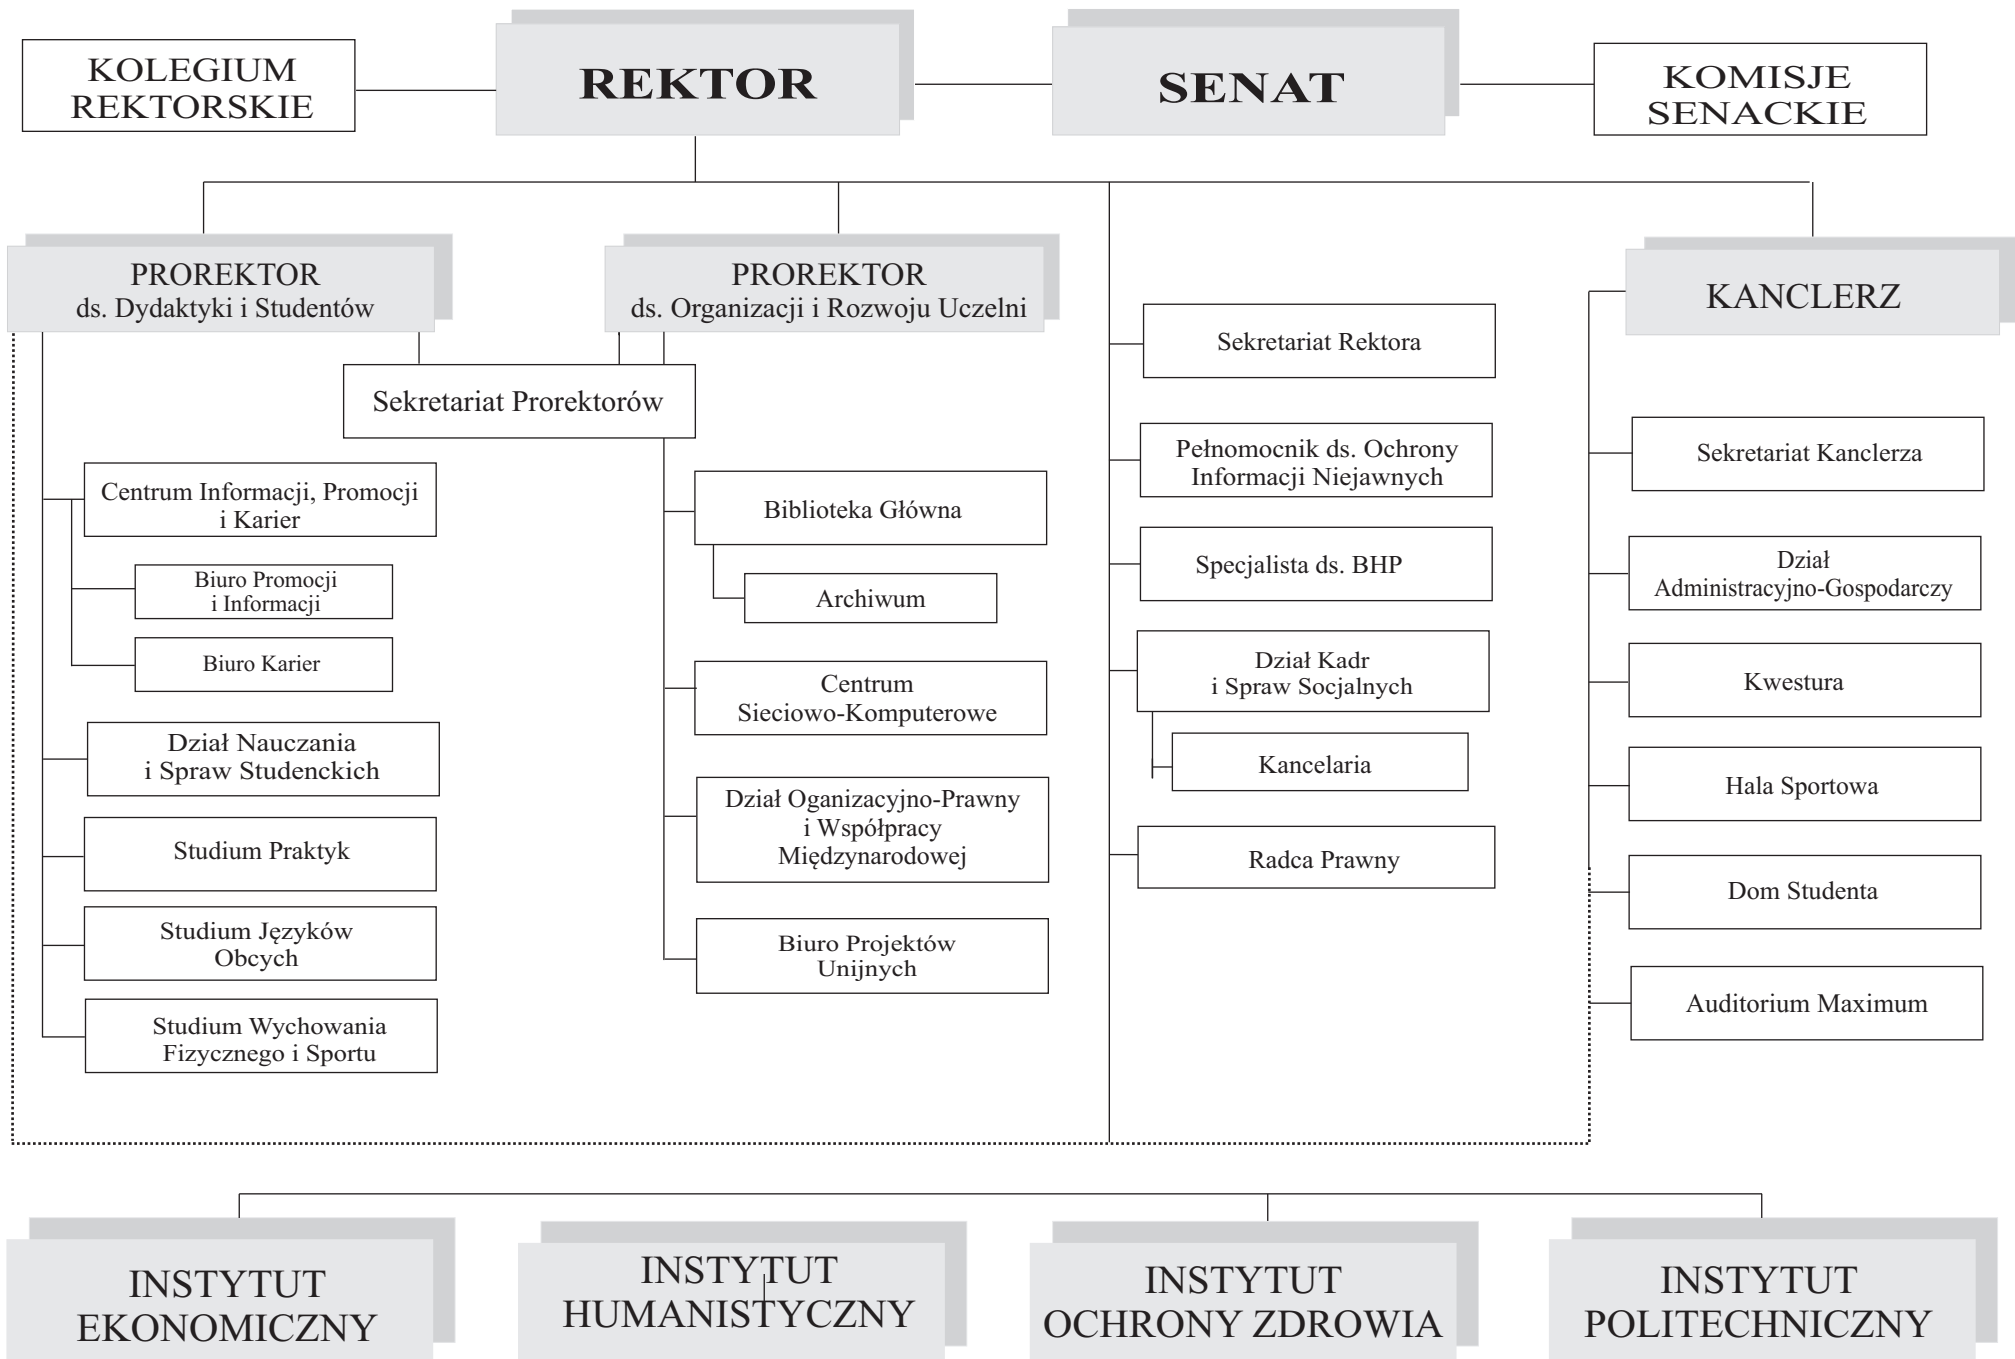 KOLEGIUM
REKTORSKIE
REKTOR
SENAT
KOMISJE
SENACKIE
PROREKTOR
ds. Dydaktyki i Studentów
PROREKTOR
ds. Organizacji i Rozwoju Uczelni
KANCLERZ
Sekretariat Prorektorów
Centrum Informacji, Promocji
i Karier
Biuro Promocji
i Informacji
Biuro Karier
Dział Nauczania
i Spraw Studenckich
Studium Praktyk
Studium Języków
Obcych
Studium Wychowania
Fizycznego i Sportu
Biblioteka Główna
Archiwum
Centrum
Sieciowo-Komputerowe
Dział Oganizacyjno-Prawny
i Współpracy
Międzynarodowej
Biuro Projektów
Unijnych
Sekretariat Rektora
Pełnomocnik ds. Ochrony
Informacji Niejawnych
Specjalista ds. BHP
Dział Kadr
i Spraw Socjalnych
Kancelaria
Radca Prawny
Sekretariat Kanclerza
Dział
Administracyjno-Gospodarczy
Kwestura
Hala Sportowa
Dom Studenta
Auditorium Maximum
INSTYTUT
EKONOMICZNY
INSTYTUT
HUMANISTYCZNY
INSTYTUT
OCHRONY ZDROWIA
INSTYTUT
POLITECHNICZNY